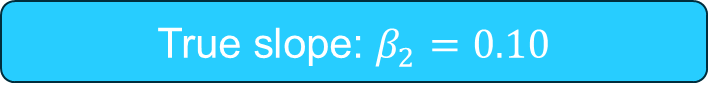 True slope: β₂ = 0.10